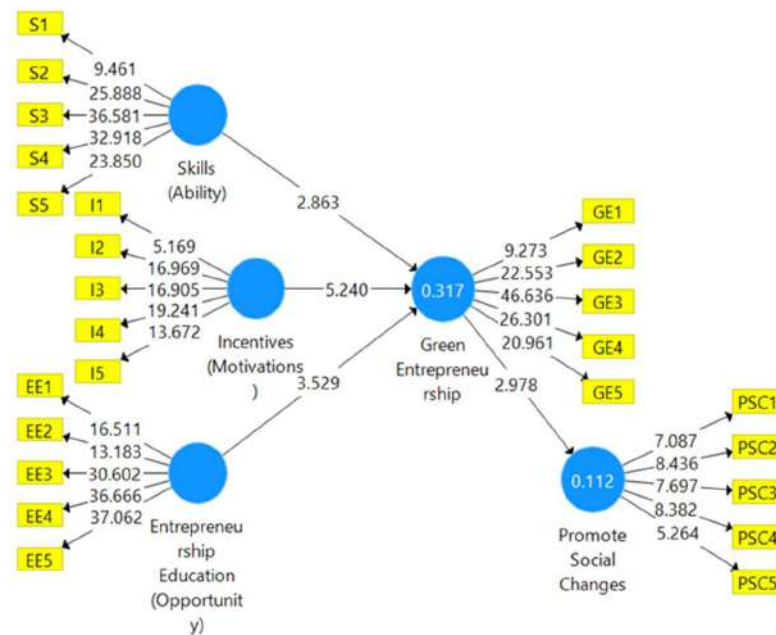 S1
9.461
S2
25.888
S3
36.581
S4
32.918
S5
23.850
Skills
(Ability)
2.863
I1
5.169
I2
16.969
I3
16.905
I4
19.241
I5
13.672
Incentives
(Motivations
)
5.240
EE1
16.511
EE2
13.183
EE3
30.602
EE4
36.666
EE5
37.062
Entrepreneu
rship
Education
(Opportunit
y)
3.529
0.317
Green
Entrepreneu
rship
GE1
9.273
GE2
22.553
GE3
46.636
GE4
26.301
GE5
20.961
2.978
0.112
Promote
Social
Changes
PSC1
7.087
PSC2
8.436
PSC3
7.697
PSC4
8.382
PSC5
5.264